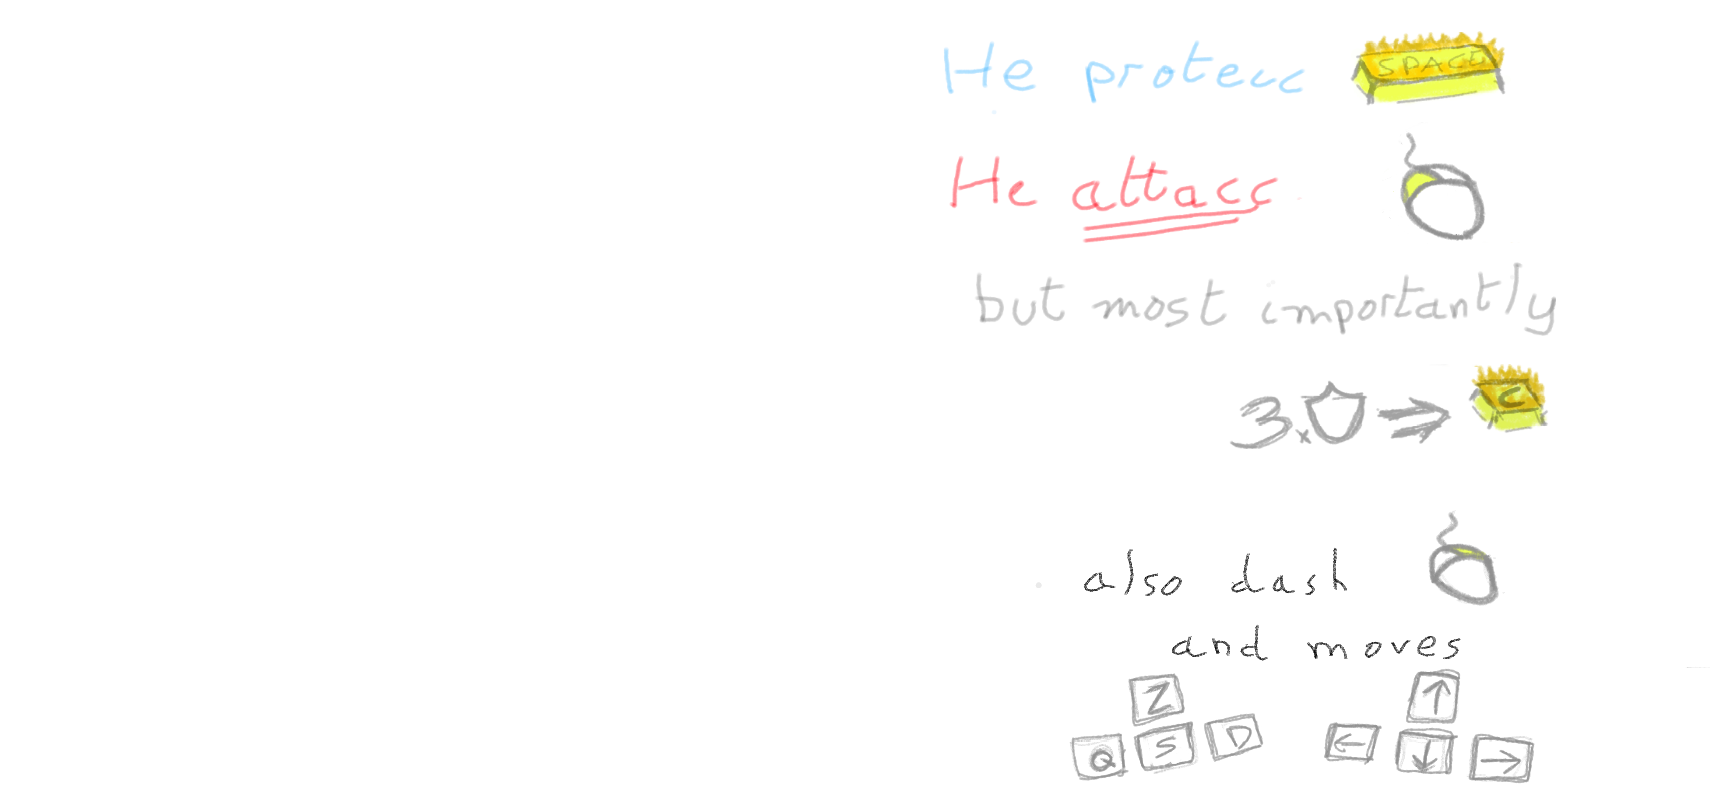 He protecc SPACE
He attacc
but most importantly
3x C
also dash
and moves
Z
Q S D